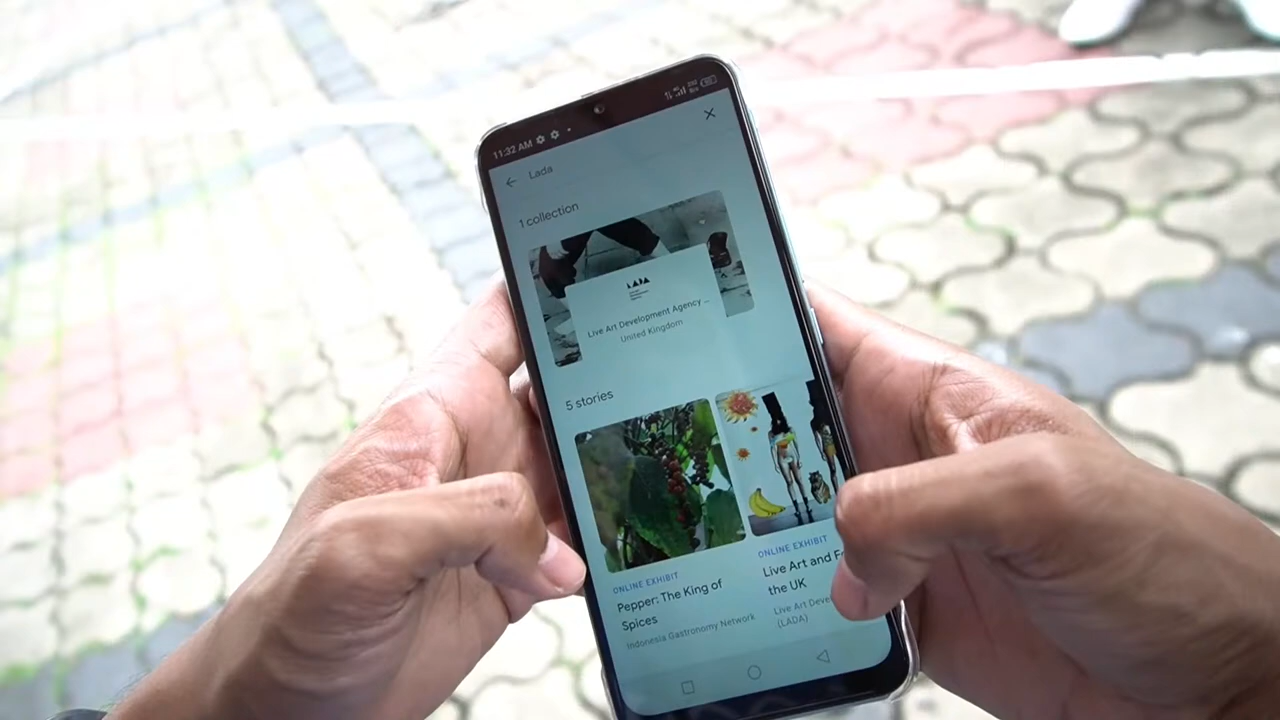 11:32 AM
Lada
1 collection
LADA
Live Art Development Agency ...
United Kingdom
5 stories
ONLINE EXHIBIT
Pepper: The King of
Spices
Indonesia Gastronomy Network
ONLINE EXHIBIT
Live Art and
the UK
Live Art
(LADA)